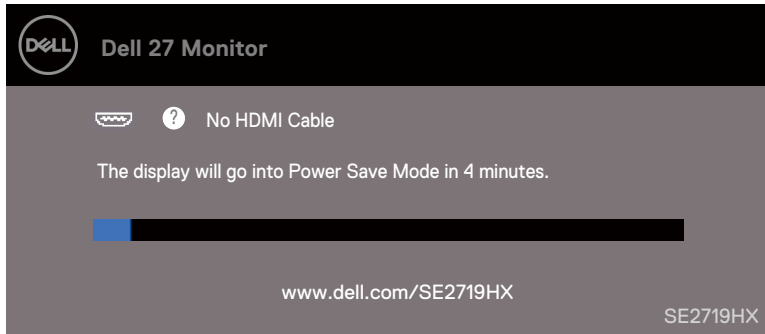 DELL
Dell 27 Monitor
? No HDMI Cable
The display will go into Power Save Mode in 4 minutes.
www.dell.com/SE2719HX
SE2719HX